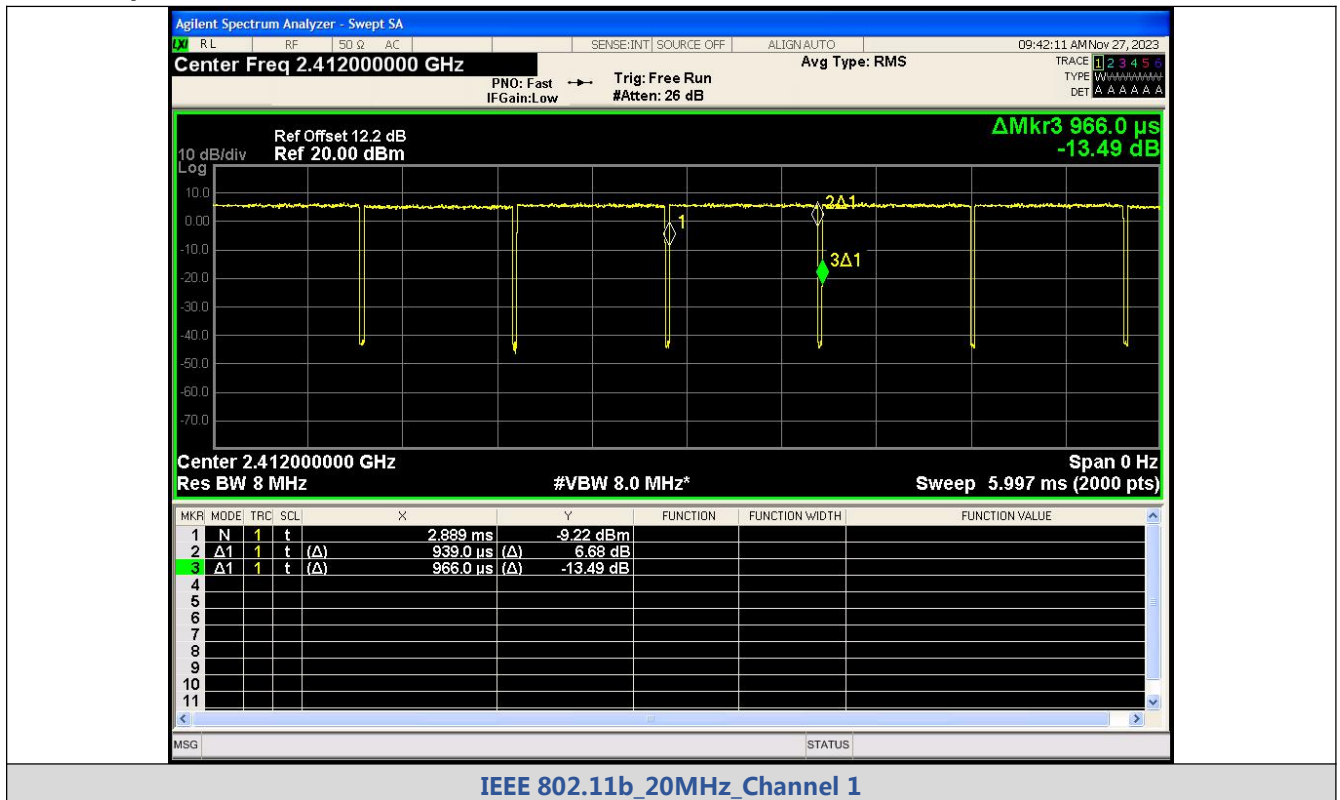 Agilent Spectrum Analyzer - Swept SA
LXI RL RF 50 Ω AC SENSE:INT SOURCE OFF ALIGN AUTO 09:42:11 AM Nov 27, 2023
Center Freq 2.412000000 GHz
PNO: Fast
IFGain:Low
Trig: Free Run
#Atten: 26 dB
Avg Type: RMS
TRACE 1 2 3 4 5 6
TYPE WWWWWW
DET A A A A A A
ΔMkr3 966.0 µs
-13.49 dB
Ref Offset 12.2 dB
10 dB/div Ref 20.00 dBm
Log
10.0
0.00
-10.0
-20.0
-30.0
-40.0
-50.0
-60.0
-70.0
1
2Δ1
3Δ1
Center 2.412000000 GHz Span 0 Hz
Res BW 8 MHz #VBW 8.0 MHz* Sweep 5.997 ms (2000 pts)
MKR MODE TRC SCL X Y FUNCTION FUNCTION WIDTH FUNCTION VALUE
1 N 1 t 2.889 ms -9.22 dBm
2 Δ1 1 t (Δ) 939.0 µs (Δ) 6.68 dB
3 Δ1 1 t (Δ) 966.0 µs (Δ) -13.49 dB
4
5
6
7
8
9
10
11
MSG STATUS
IEEE 802.11b_20MHz_Channel 1